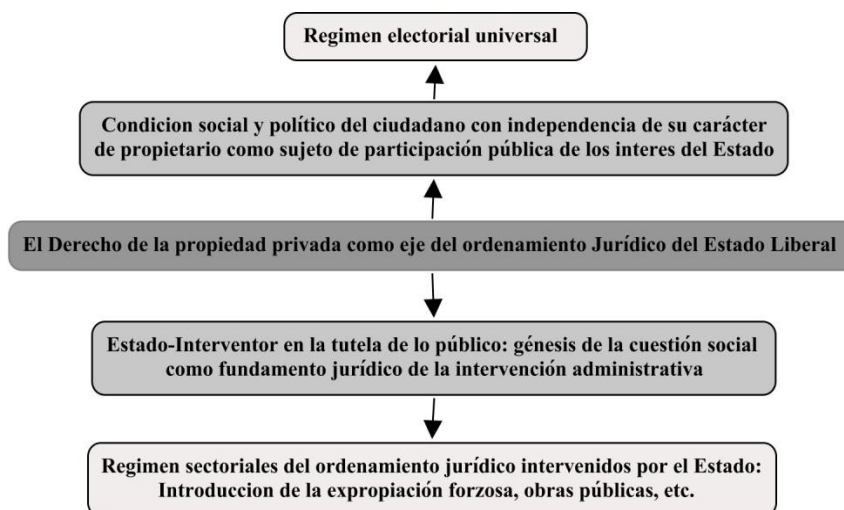 Regimen electorial universal
Condicion social y político del ciudadano con independencia de su carácter
de propietario como sujeto de participación pública de los interes del Estado
El Derecho de la propiedad privada como eje del ordenamiento Jurídico del Estado Liberal
Estado-Interventor en la tutela de lo público: génesis de la cuestión social
como fundamento jurídico de la intervención administrativa
Regimen sectoriales del ordenamiento jurídico intervenidos por el Estado:
Introduccion de la expropiación forzosa, obras públicas, etc.